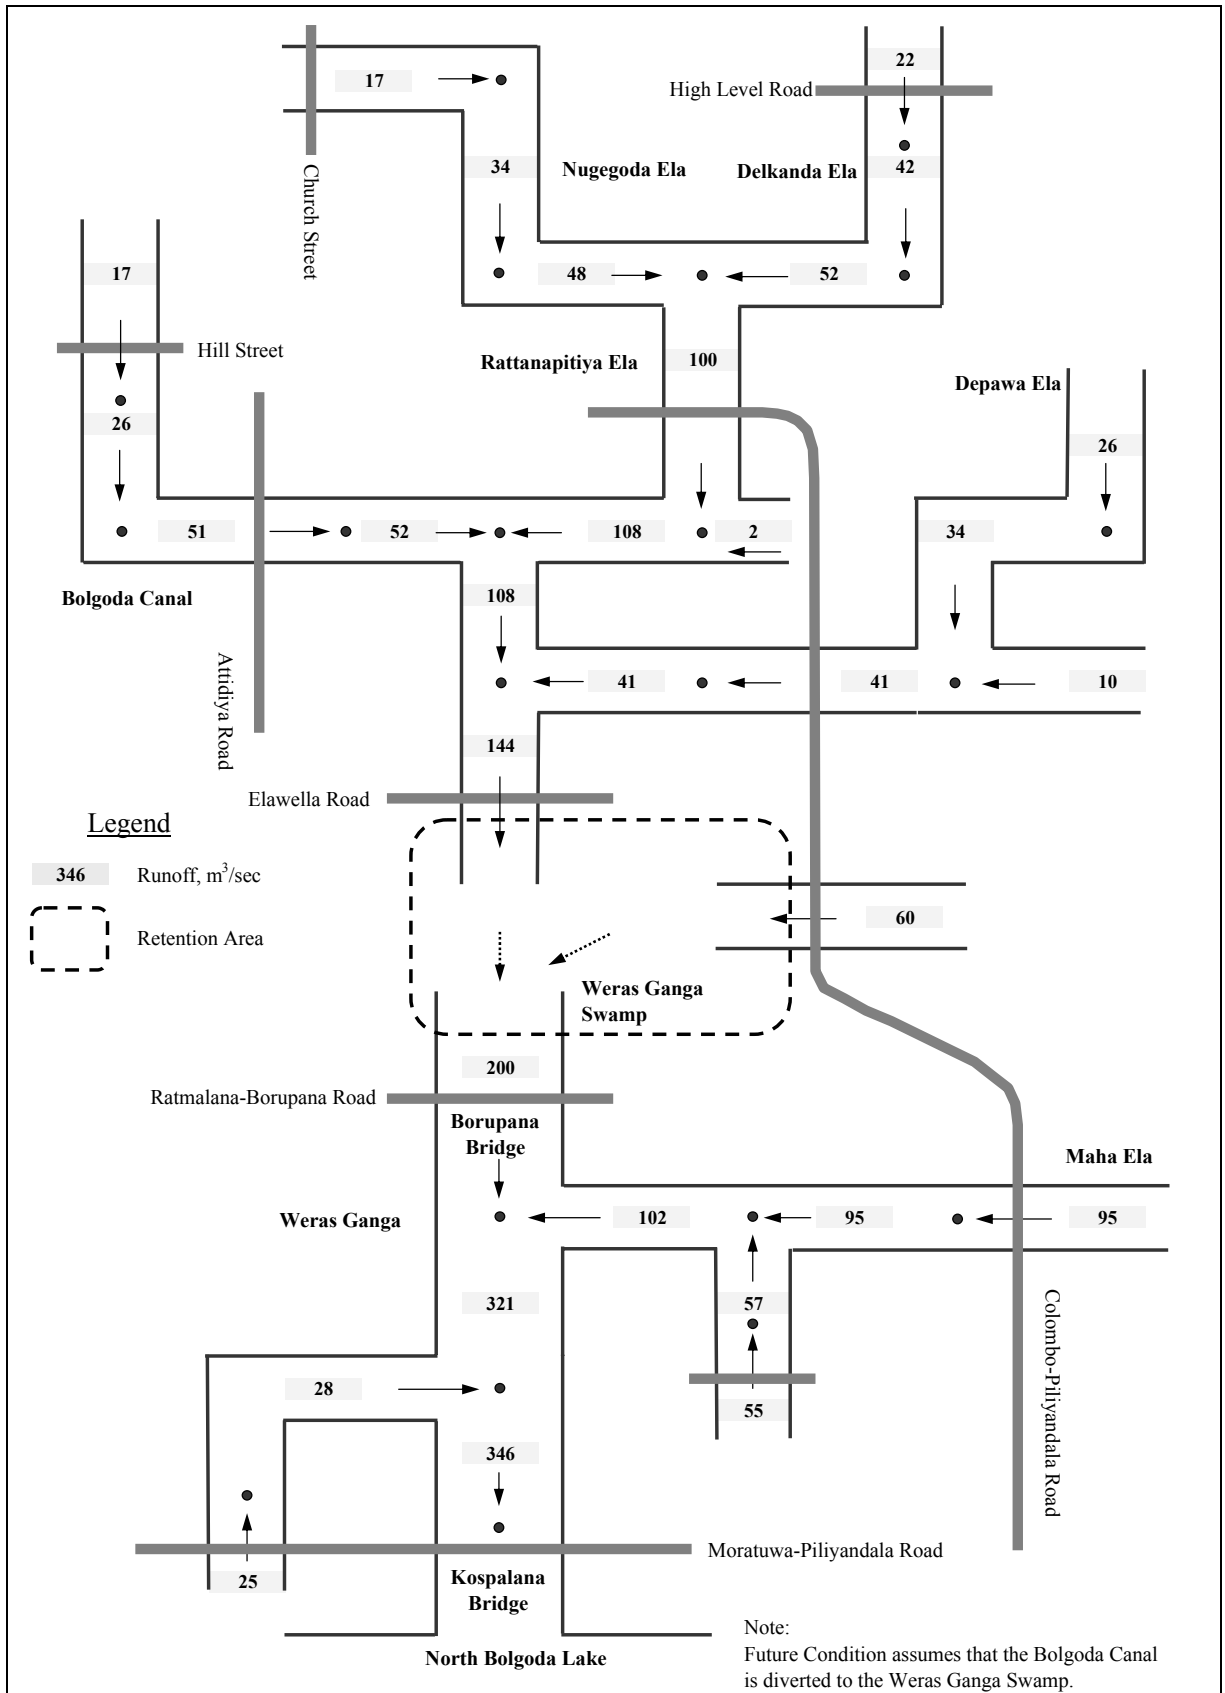 22
High Level Road
17
Church Street
34
Nugegoda Ela
Delkanda Ela
42
17
48
52
Hill Street
Rattanapitiya Ela
100
Depawa Ela
26
26
51
52
108
2
34
Bolgoda Canal
108
Attidiya Road
41
41
10
144
Elawella Road
Legend
346
Runoff, m³/sec
60
Retention Area
Weras Ganga
Swamp
200
Ratmalana-Borupana Road
Borupana
Bridge
Maha Ela
Weras Ganga
102
95
95
321
57
Colombo-Piliyandala Road
28
55
346
Moratuwa-Piliyandala Road
25
Kospalana
Bridge
North Bolgoda Lake
Note:
Future Condition assumes that the Bolgoda Canal
is diverted to the Weras Ganga Swamp.